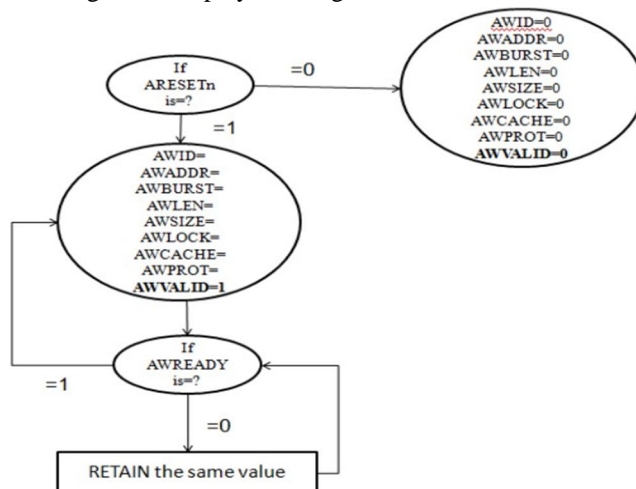 If
ARESETn
is=?
=0
AWID=0
AWADDR=0
AWBURST=0
AWLEN=0
AWSIZE=0
AWLOCK=0
AWCACHE=0
AWPROT=0
AWVALID=0
=1
AWID=
AWADDR=
AWBURST=
AWLEN=
AWSIZE=
AWLOCK=
AWCACHE=
AWPROT=
AWVALID=1
If
AWREADY
is=?
=1
=0
RETAIN the same value